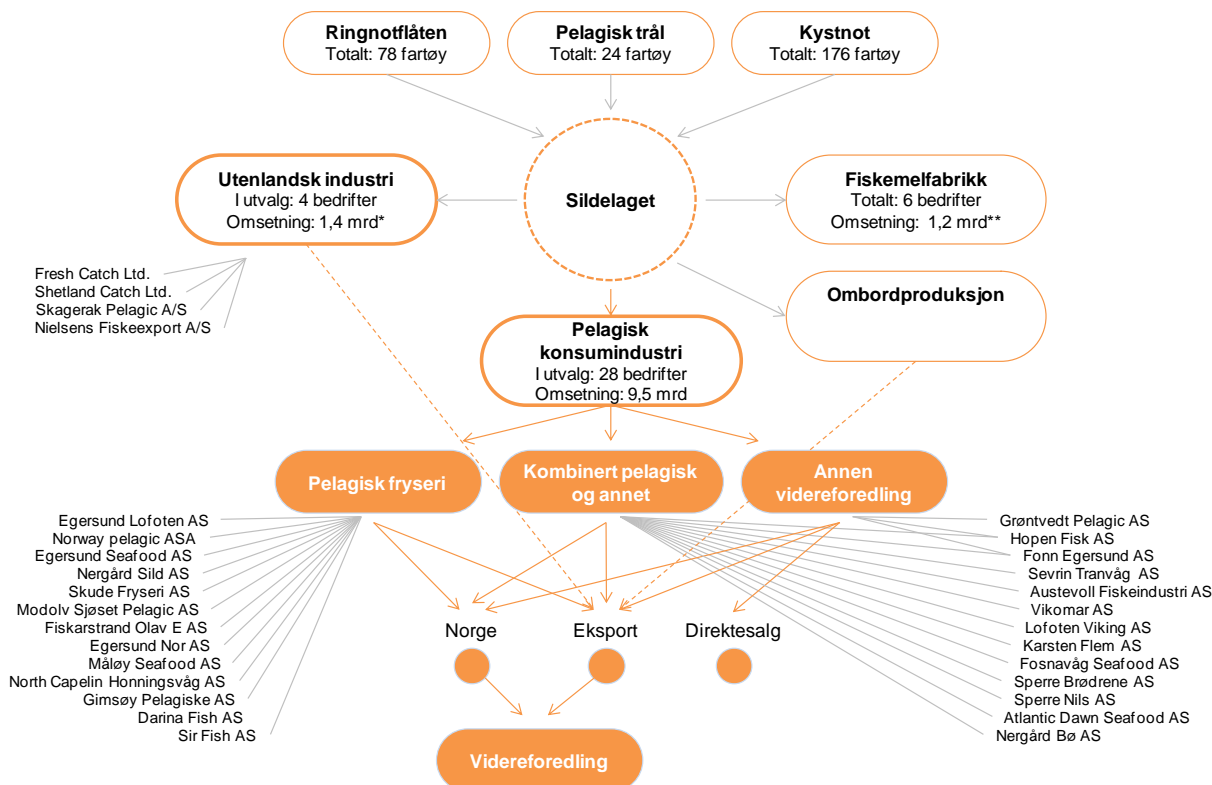 Ringnotflåten
Totalt: 78 fartøy
Pelagisk trål
Totalt: 24 fartøy
Kystnot
Totalt: 176 fartøy
Utenlandsk industri
I utvalg: 4 bedrifter
Omsetning: 1,4 mrd*
Sildelaget
Fiskemelfabrikk
Totalt: 6 bedrifter
Omsetning: 1,2 mrd**
Fresh Catch Ltd.
Shetland Catch Ltd.
Skagerak Pelagic A/S
Nielsens Fiskeexport A/S
Ombordproduksjon
Pelagisk
konsumindustri
I utvalg: 28 bedrifter
Omsetning: 9,5 mrd
Pelagisk fryseri
Kombinert pelagisk
og annet
Annen
videreforedling
Egersund Lofoten AS
Norway pelagic ASA
Egersund Seafood AS
Nergård Sild AS
Skude Fryseri AS
Modolv Sjøset Pelagic AS
Fiskarstrand Olav E AS
Egersund Nor AS
Måløy Seafood AS
North Capelin Honningsvåg AS
Gimsøy Pelagiske AS
Darina Fish AS
Sir Fish AS
Grøntvedt Pelagic AS
Hopen Fisk AS
Fonn Egersund AS
Sevrin Tranvåg AS
Austevoll Fiskeindustri AS
Vikomar AS
Lofoten Viking AS
Karsten Flem AS
Fosnavåg Seafood AS
Sperre Brødrene AS
Sperre Nils AS
Atlantic Dawn Seafood AS
Nergård Bø AS
Norge
Eksport
Direktesalg
Videreforedling